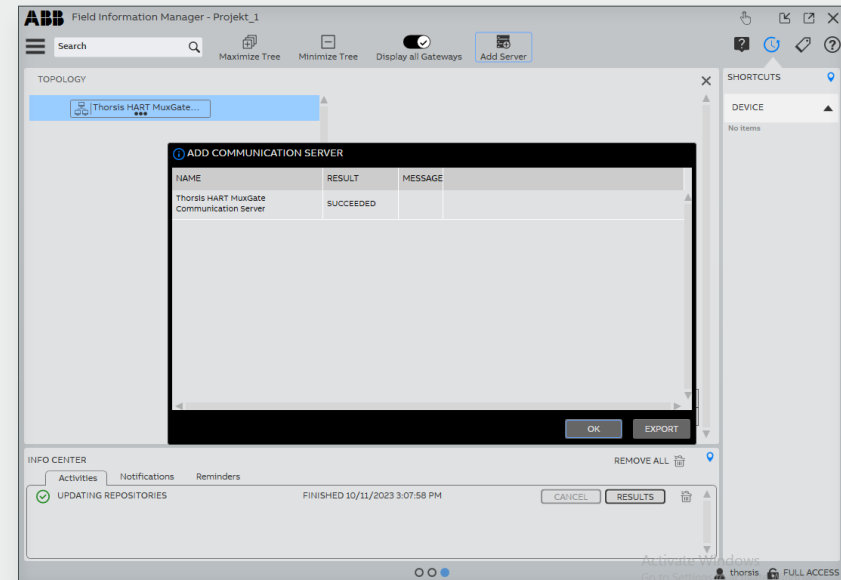 ABB Field Information Manager - Projekt_1
Search
Maximize Tree
Minimize Tree
Display all Gateways
Add Server
TOPOLOGY
Thorsis HART MuxGate...
SHORTCUTS
DEVICE
No items
ADD COMMUNICATION SERVER
NAME RESULT MESSAGE
Thorsis HART MuxGate
Communication Server
SUCCEEDED
OK EXPORT
INFO CENTER
REMOVE ALL
Activities Notifications Reminders
UPDATING REPOSITORIES FINISHED 10/11/2023 3:07:58 PM CANCEL RESULTS
Activate Windows
thorsis FULL ACCESS